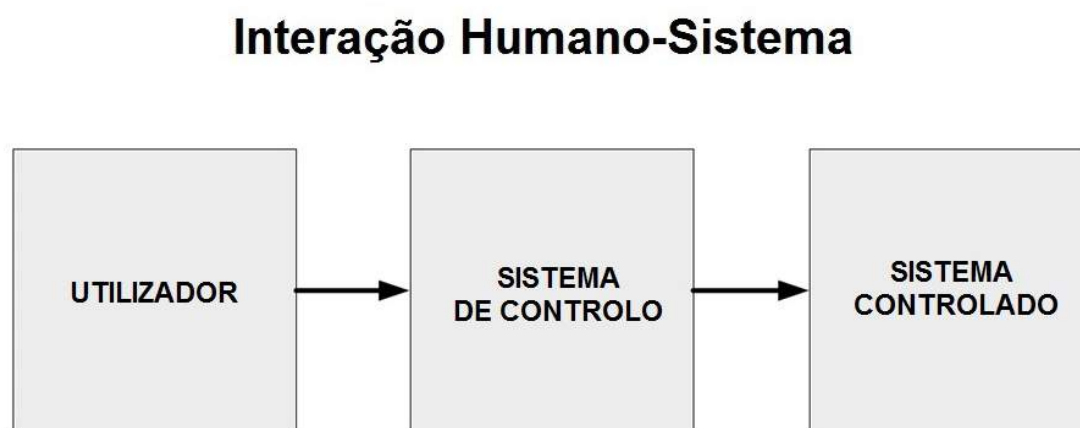 Interação Humano-Sistema
UTILIZADOR
SISTEMA
DE CONTROLO
SISTEMA
CONTROLADO